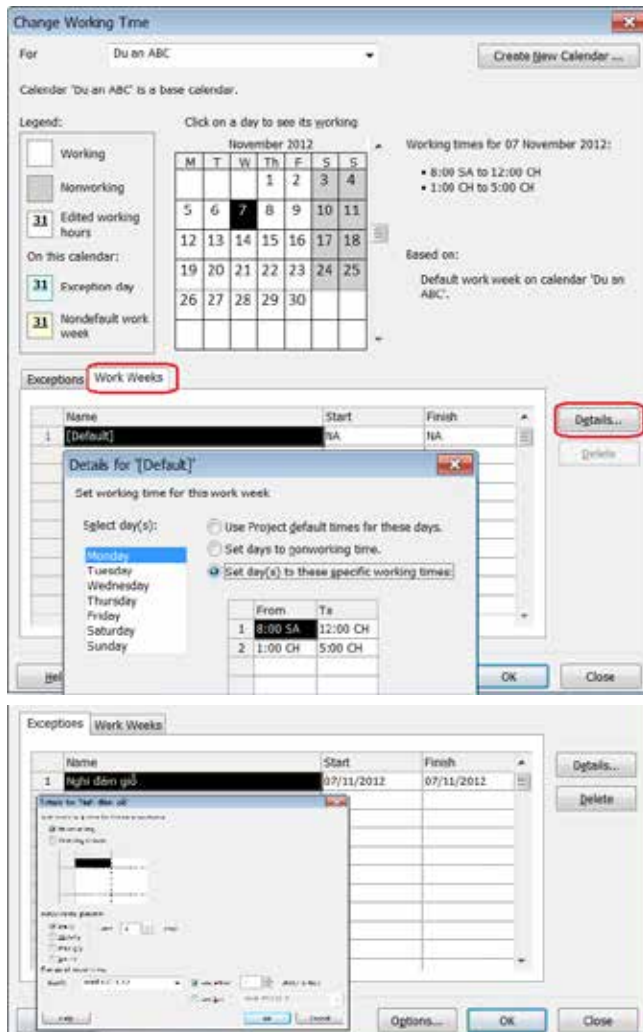 Change Working Time
For
Du an ABC
Create New Calendar ...
Calendar 'Du an ABC' is a base calendar.
Legend:
Working
Nonworking
31 Edited working hours
On this calendar:
31 Exception day
31 Nondefault work week
Click on a day to see its working
November 2012
M T W Th F S S
1 2 3 4
5 6 7 8 9 10 11
12 13 14 15 16 17 18
19 20 21 22 23 24 25
26 27 28 29 30
Working times for 07 November 2012:
• 8:00 SA to 12:00 CH
• 1:00 CH to 5:00 CH
Based on:
Default work week on calendar 'Du an
ABC'.
Exceptions Work Weeks
Name Start Finish
1 [Default] NA NA
Details...
Delete
Details for '[Default]'
Set working time for this work week
Select day(s):
Monday
Tuesday
Wednesday
Thursday
Friday
Saturday
Sunday
Use Project default times for these days.
Set days to nonworking time.
Set day(s) to these specific working times:
From To
1 8:00 SA 12:00 CH
2 1:00 CH 5:00 CH
Hel
OK
Close
Exceptions Work Weeks
Name Start Finish
1 Nghi đám giỗ 07/11/2012 07/11/2012
Details...
Delete
Options...
OK
Close